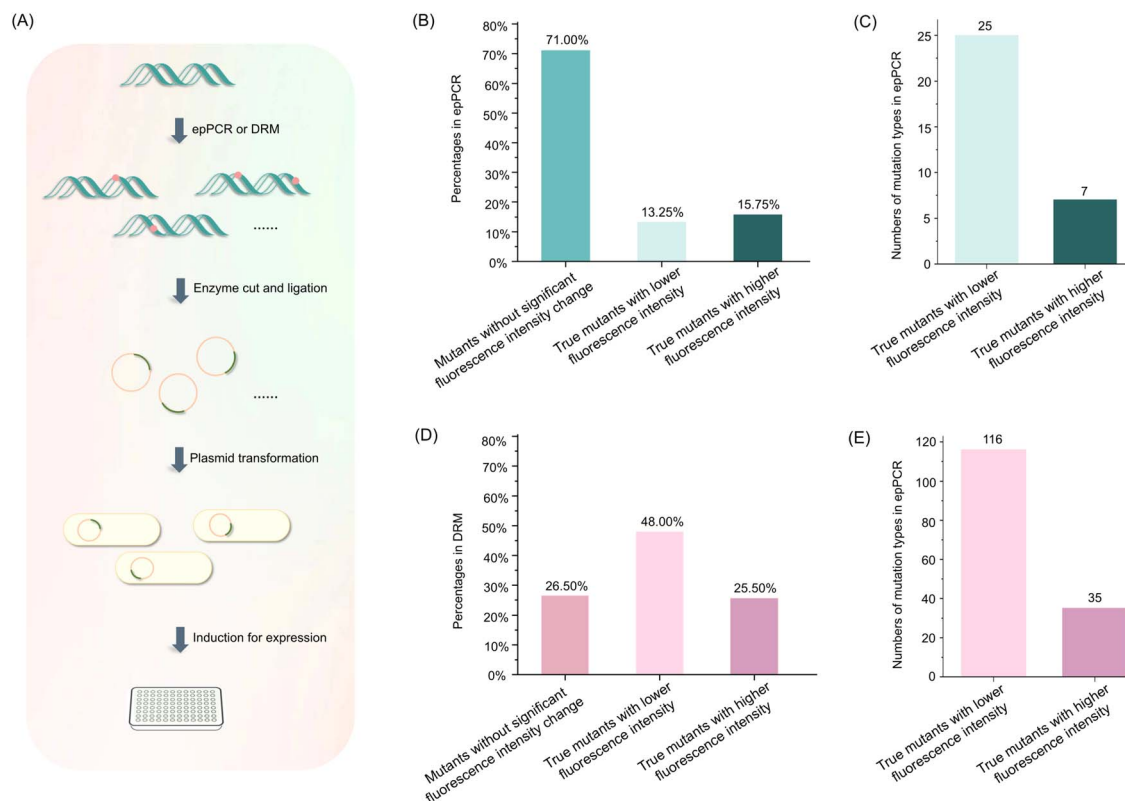 (A)
epPCR or DRM
......
Enzyme cut and ligation
......
Plasmid transformation
Induction for expression
(B)
Percentages in epPCR
80%
70%
60%
50%
40%
30%
20%
10%
0%
71.00%
13.25%
15.75%
Mutants without significant
fluorescence intensity change
True mutants with lower
fluorescence intensity
True mutants with higher
fluorescence intensity
(C)
Numbers of mutation types in epPCR
25
20
15
10
5
0
25
7
True mutants with lower
fluorescence intensity
True mutants with higher
fluorescence intensity
(D)
Percentages in DRM
80%
70%
60%
50%
40%
30%
20%
10%
0%
26.50%
48.00%
25.50%
Mutants without significant
fluorescence intensity change
True mutants with lower
fluorescence intensity
True mutants with higher
fluorescence intensity
(E)
Numbers of mutation types in epPCR
120
100
80
60
40
20
0
116
35
True mutants with lower
fluorescence intensity
True mutants with higher
fluorescence intensity